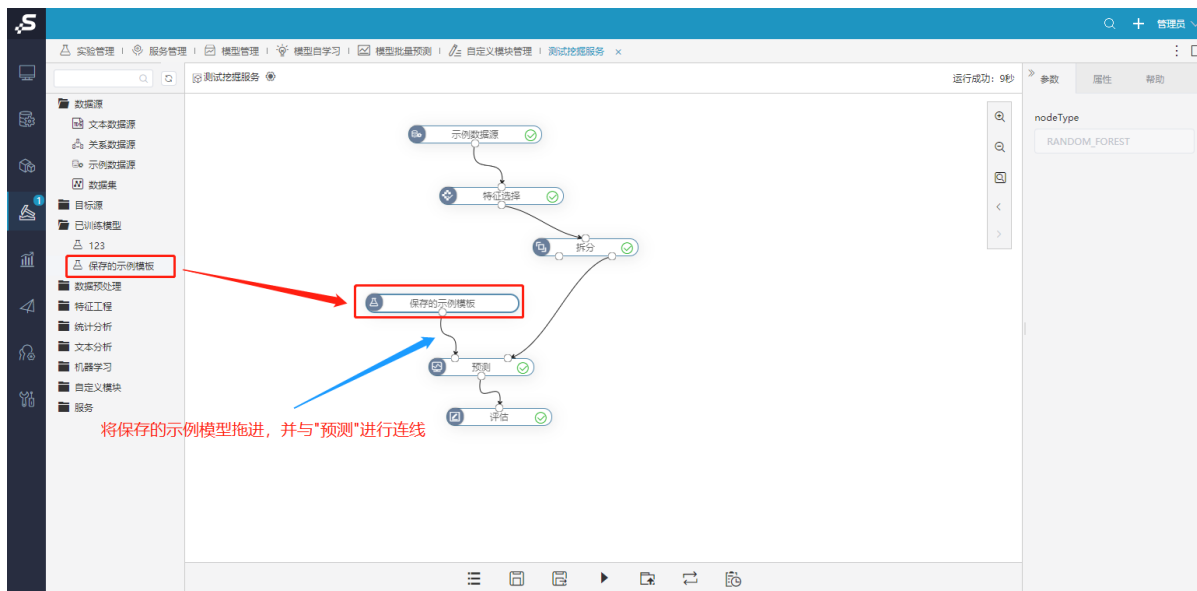 管理员
实验管理 服务管理 模型管理 模型自学习 模型批量预测 自定义模块管理 测试挖掘服务 ×
1
测试挖掘服务
运行成功: 9秒
参数 属性 帮助
nodeType
RANDOM_FOREST
数据源
文本数据源
关系数据源
示例数据源
数据集
目标源
已训练模型
123
保存的示例模板
数据预处理
特征工程
统计分析
文本分析
机器学习
自定义模块
服务
示例数据源
特征选择
拆分
保存的示例模板
预测
评估
将保存的示例模型拖进，并与"预测"进行连线